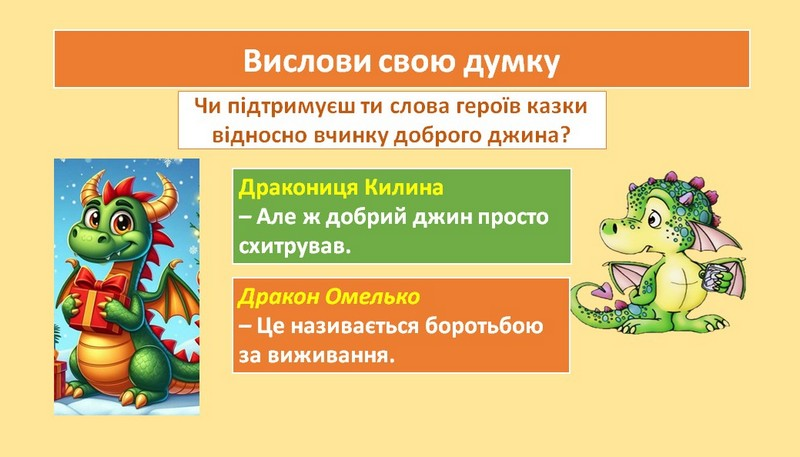 Вислови свою думку
Чи підтримуєш ти слова героїв казки
відносно вчинку доброго джина?
Дракониця Килина
– Але ж добрий джин просто
схитрував.
Дракон Омелько
– Це називається боротьбою
за виживання.